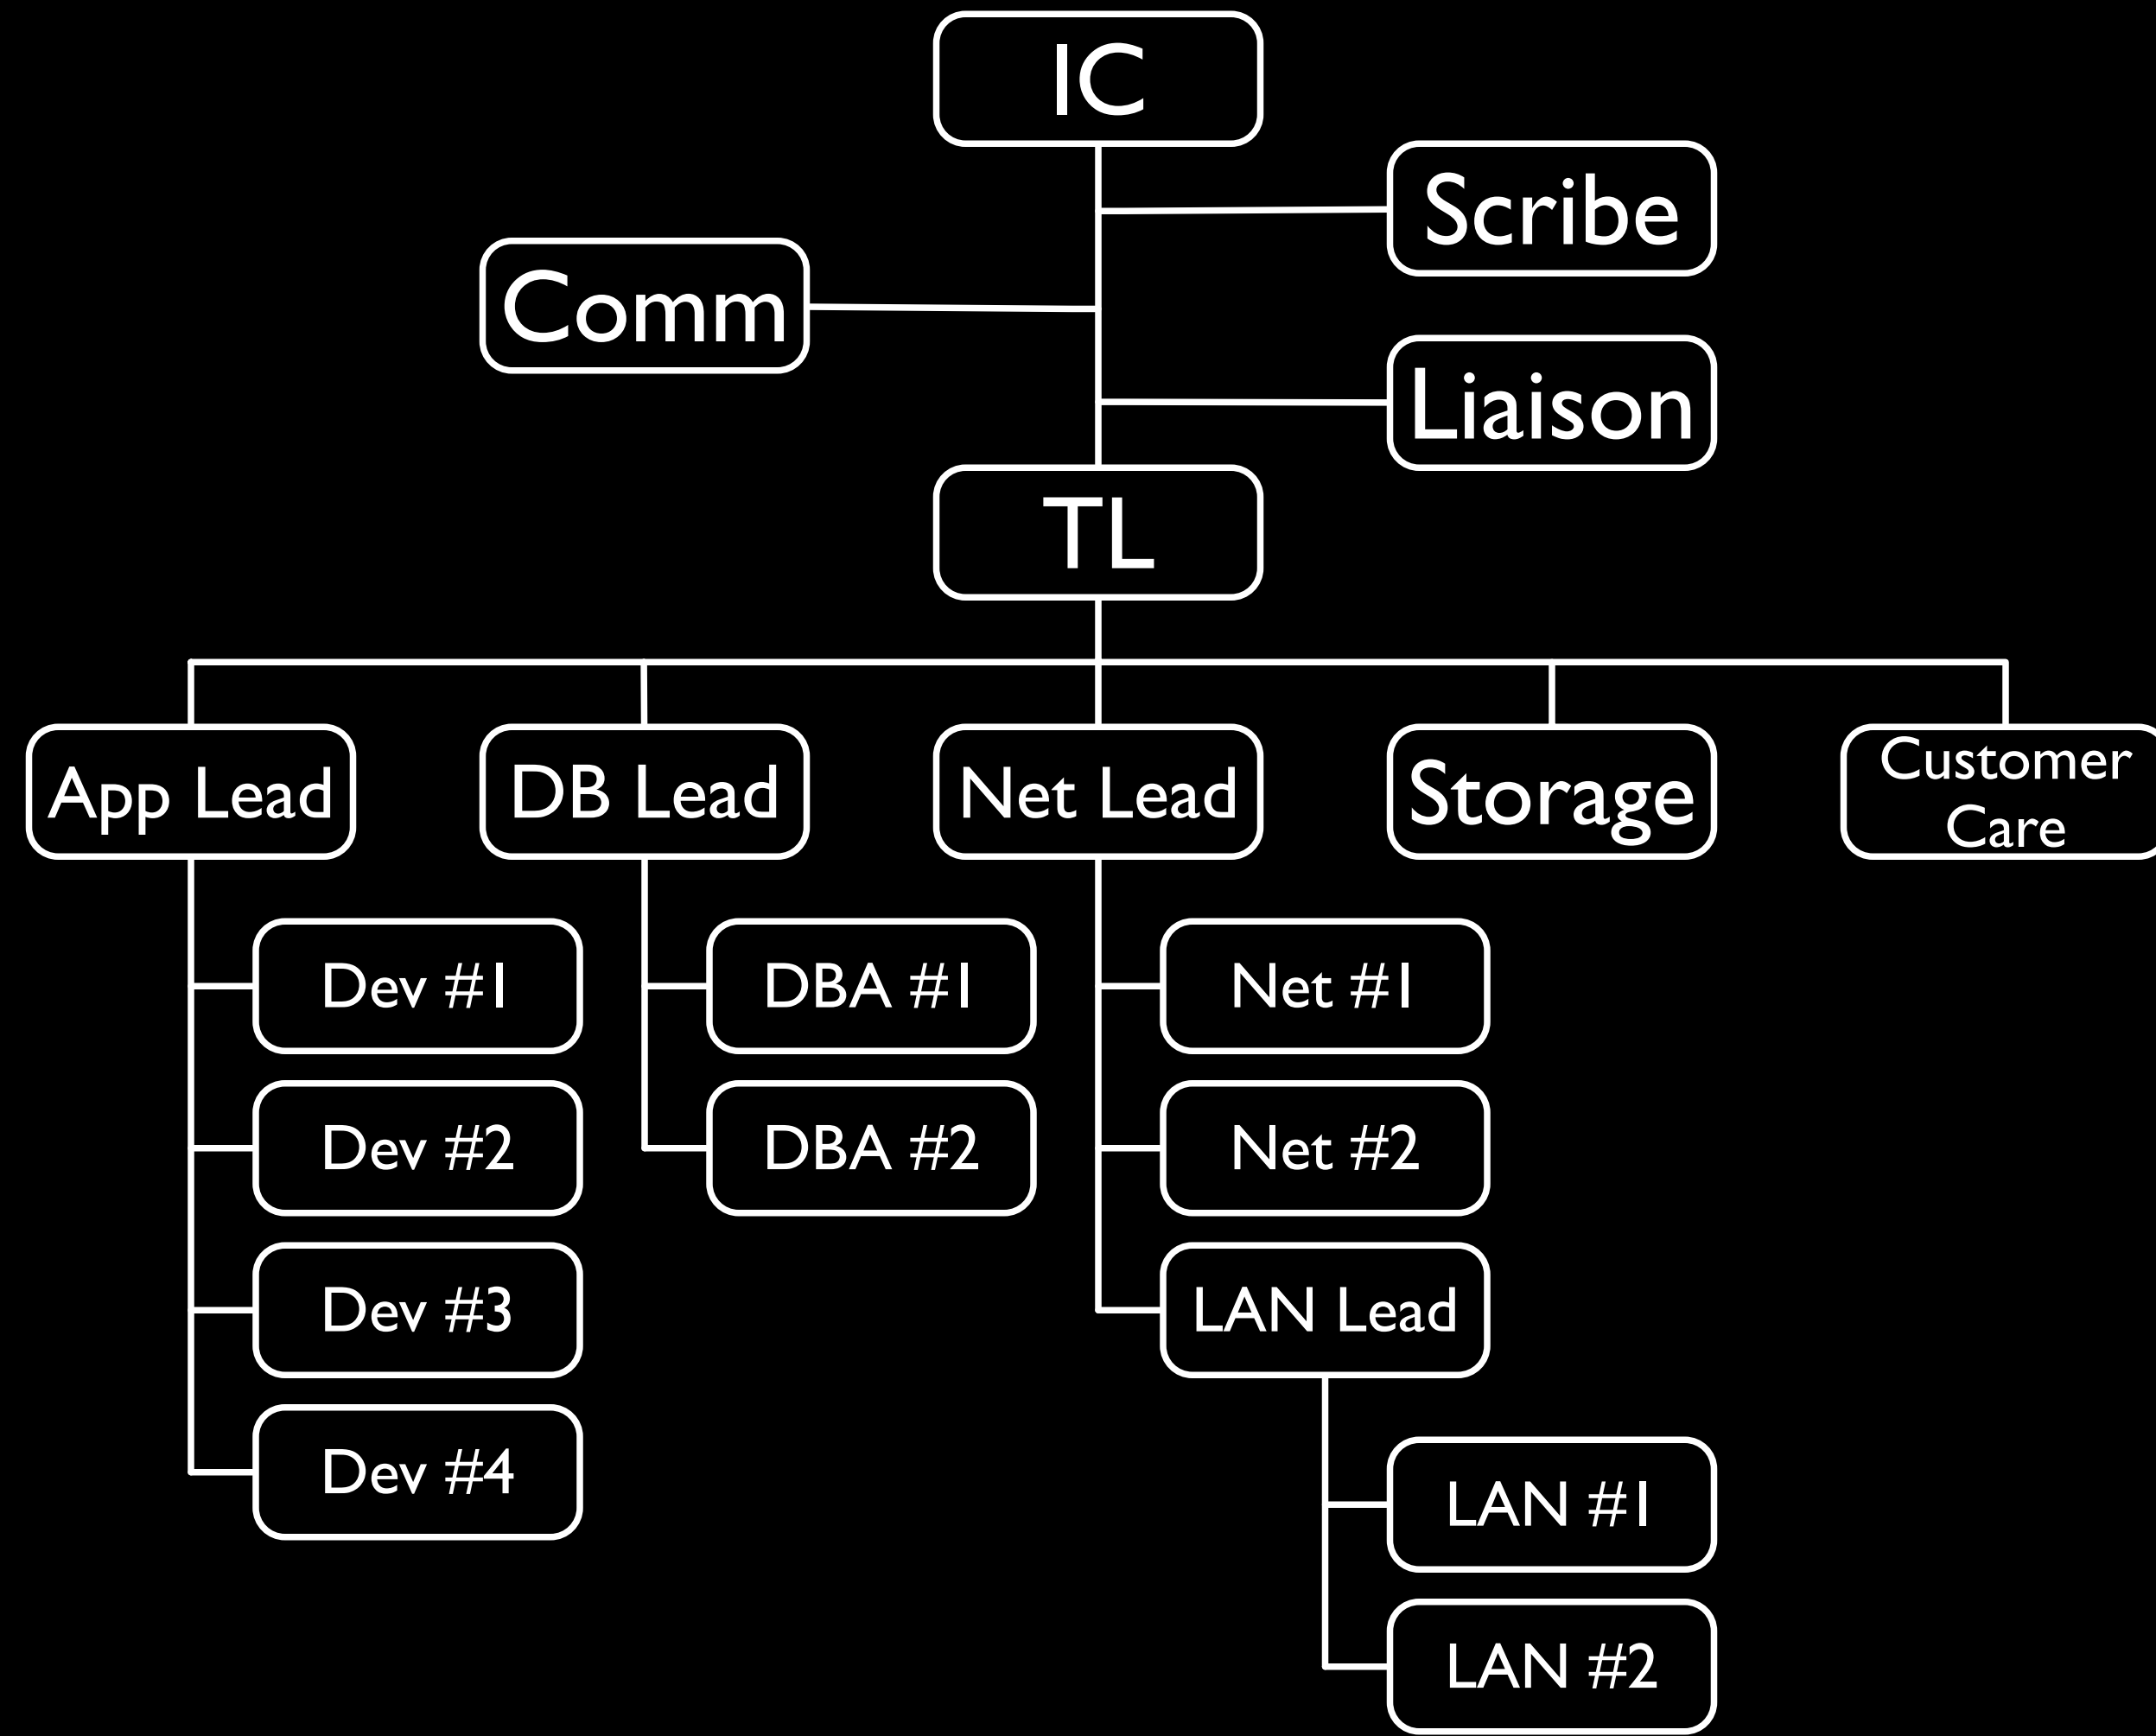 IC
Scribe
Comm
Liaison
TL
App Lead
DB Lead
Net Lead
Storage
Customer
Care
Dev #1
DBA #1
Net #1
Dev #2
DBA #2
Net #2
Dev #3
LAN Lead
Dev #4
LAN #1
LAN #2